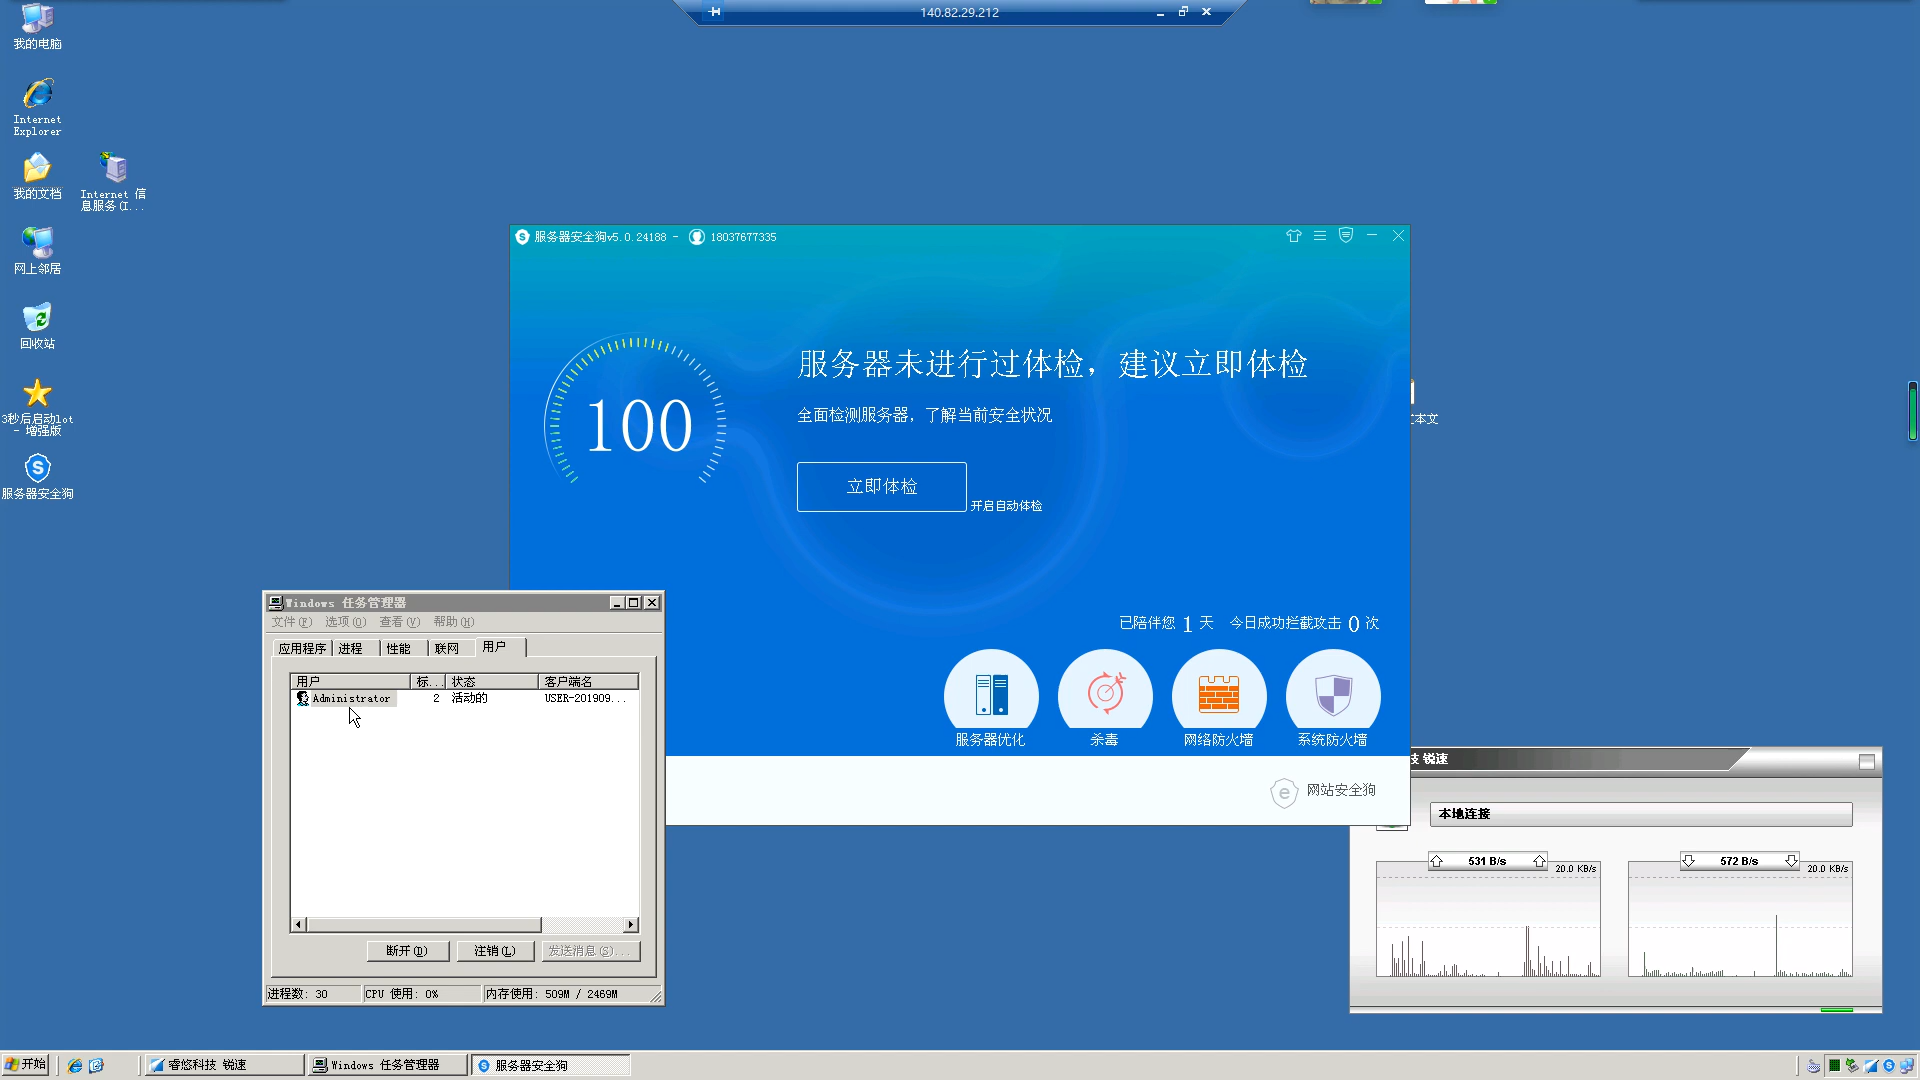 140.82.29.212
我的电脑
Internet
Explorer
我的文档
Internet 信
息服务(I...
网上邻居
回收站
3秒后启动lot
- 增强版
服务器安全狗
服务器安全狗v5.0.24188 - 18037677335
100
服务器未进行过体检，建议立即体检
全面检测服务器，了解当前安全状况
立即体检
开启自动体检
本文
已陪伴您 1 天 今日成功拦截攻击 0 次
服务器优化
杀毒
网络防火墙
系统防火墙
网站安全狗
Windows 任务管理器
文件(F) 选项(O) 查看(V) 帮助(H)
应用程序 进程 性能 联网 用户
用户 标... 状态 客户端名
Administrator 2 活动的 USER-201909...
断开(D) 注销(L) 发送消息(S)...
进程数: 30 CPU 使用: 0% 内存使用: 509M / 2469M
技 锐速
本地连接
531 B/s
20.0 KB/s
572 B/s
20.0 KB/s
开始
睿悠科技 锐速
Windows 任务管理器
服务器安全狗